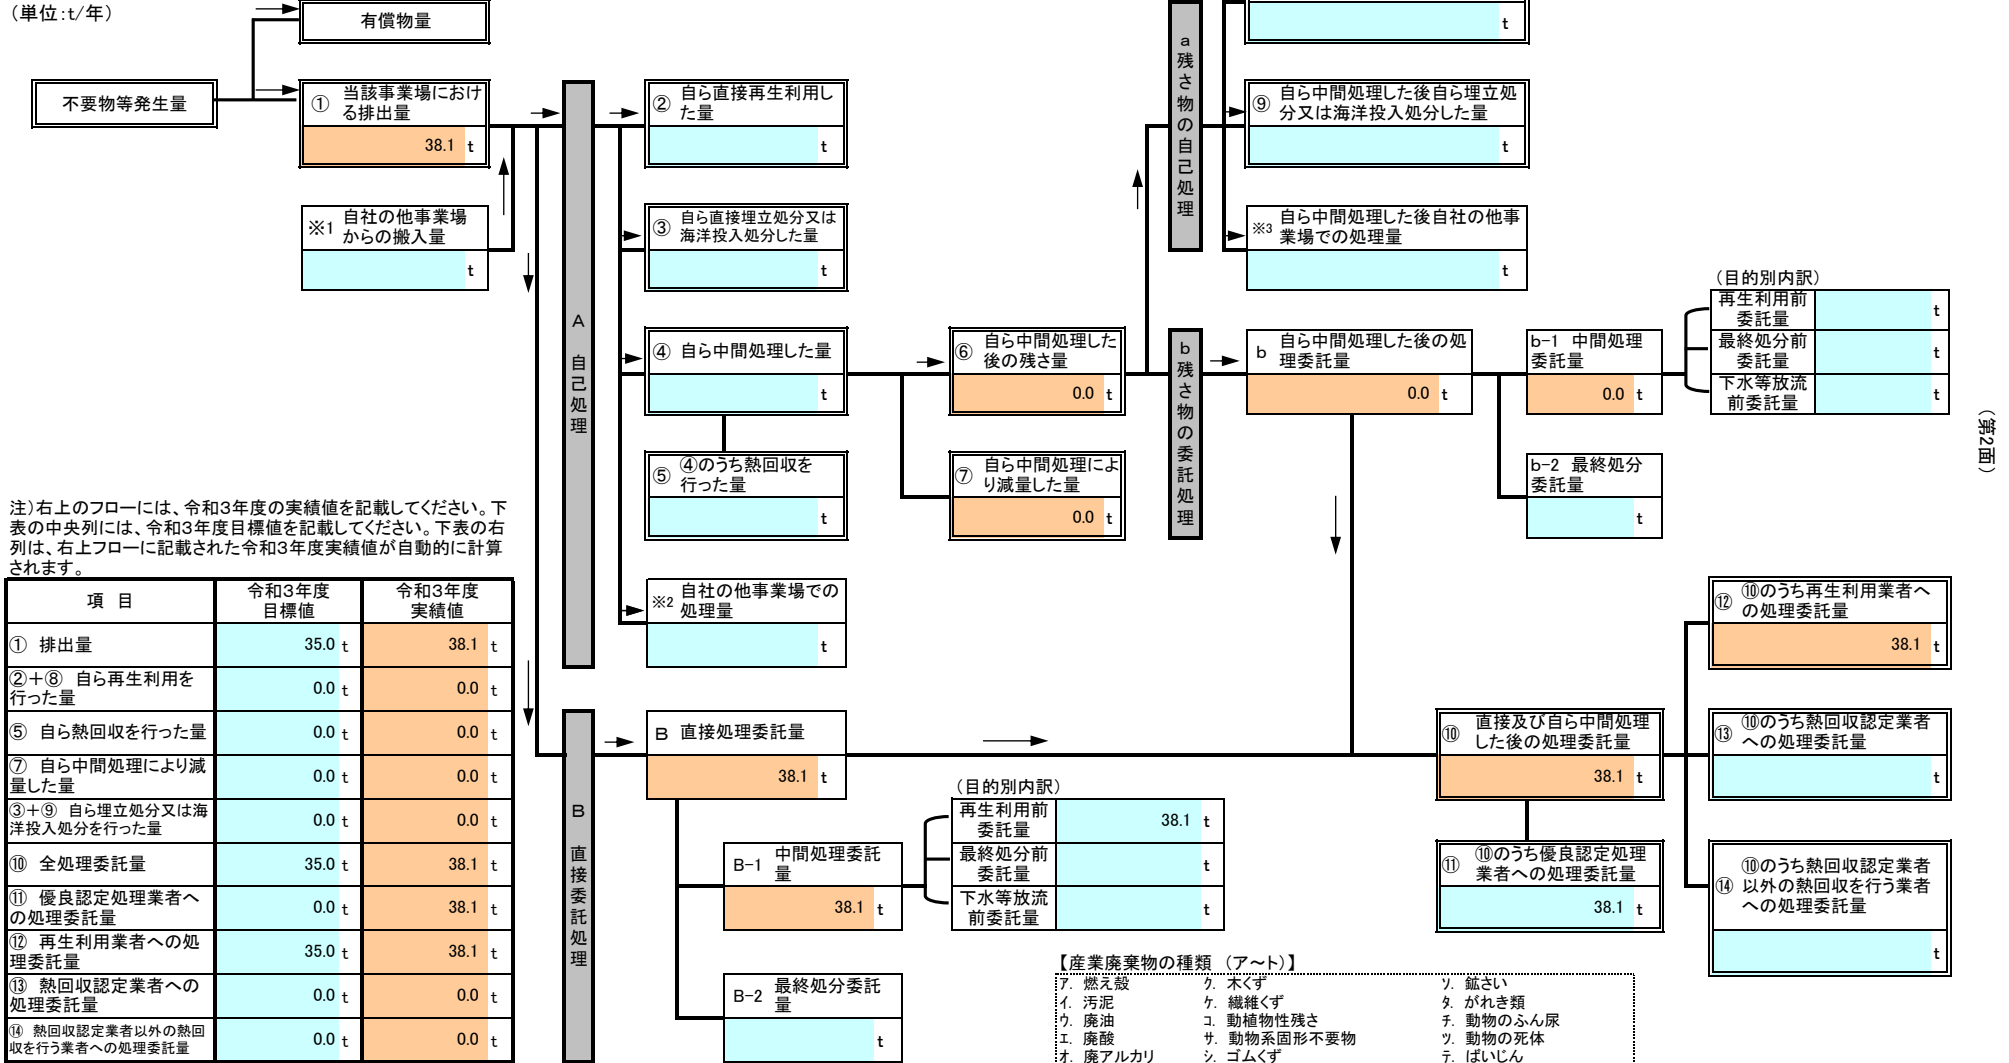 （単位：t/年）
有償物量
不要物等発生量
① 当該事業場におけ
る排出量
38.1 t
※1 自社の他事業場
からの搬入量
t
A 自己処理
② 自ら直接再生利用し
た量
t
③ 自ら直接埋立処分又は
海洋投入処分した量
t
④ 自ら中間処理した量
t
⑤ ④のうち熱回収を
行った量
t
※2 自社の他事業場での
処理量
t
⑥ 自ら中間処理した
後の残さ量
0.0 t
⑦ 自ら中間処理によ
り減量した量
0.0 t
a 残さ物の自己処理
t
⑨ 自ら中間処理した後自ら埋立処
分又は海洋投入処分した量
t
※3 自ら中間処理した後自社の他事
業場での処理量
t
b 残さ物の委託処理
b 自ら中間処理した後の処
理委託量
0.0 t
b-1 中間処理
委託量
0.0 t
（目的別内訳）
再生利用前
委託量
t
最終処分前
委託量
t
下水等放流
前委託量
t
b-2 最終処分
委託量
t
（第2面）
注）右上のフローには、令和3年度の実績値を記載してください。下
表の中央列には、令和3年度目標値を記載してください。下表の右
列は、右上フローに記載された令和3年度実績値が自動的に計算
されます。
項 目 令和3年度 目標値 令和3年度 実績値
① 排出量 35.0 t 38.1 t
②＋⑧ 自ら再生利用を
行った量 0.0 t 0.0 t
⑤ 自ら熱回収を行った量 0.0 t 0.0 t
⑦ 自ら中間処理により減
量した量 0.0 t 0.0 t
③＋⑨ 自ら埋立処分又は海
洋投入処分を行った量 0.0 t 0.0 t
⑩ 全処理委託量 35.0 t 38.1 t
⑪ 優良認定処理業者へ
の処理委託量 0.0 t 38.1 t
⑫ 再生利用業者への処
理委託量 35.0 t 38.1 t
⑬ 熱回収認定業者への
処理委託量 0.0 t 0.0 t
⑭ 熱回収認定業者以外の熱回
収を行う業者への処理委託量 0.0 t 0.0 t
B 直接委託処理
B 直接処理委託量
38.1 t
B-1 中間処理委託
量
38.1 t
（目的別内訳）
再生利用前
委託量
38.1 t
最終処分前
委託量
t
下水等放流
前委託量
t
B-2 最終処分委託
量
t
⑩ 直接及び自ら中間処理
した後の処理委託量
38.1 t
⑪ ⑩のうち優良認定処理
業者への処理委託量
38.1 t
⑫ ⑩のうち再生利用業者へ
の処理委託量
38.1 t
⑬ ⑩のうち熱回収認定業者
への処理委託量
t
⑭ ⑩のうち熱回収認定業者
以外の熱回収を行う業者
への処理委託量
t
【産業廃棄物の種類 （ア～ト）】
ア. 燃え殻 ク. 木くず ソ. 鉱さい
イ. 汚泥 ケ. 繊維くず タ. がれき類
ウ. 廃油 コ. 動植物性残さ チ. 動物のふん尿
エ. 廃酸 サ. 動物系固形不要物 ツ. 動物の死体
オ. 廃アルカリ シ. ゴムくず テ. ばいじん